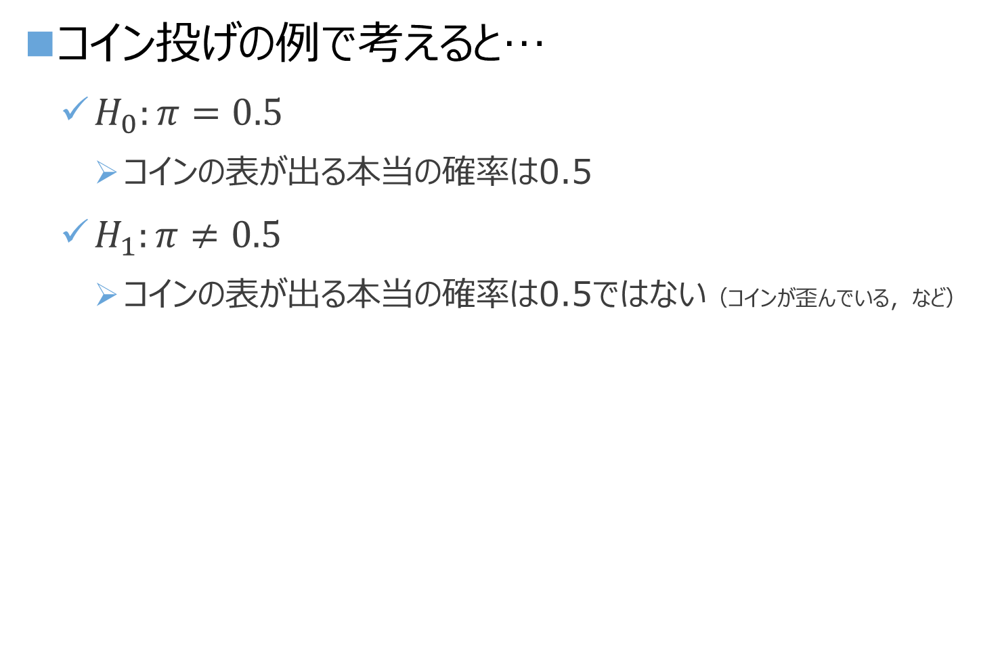 ■コイン投げの例で考えると…
✓H₀: π = 0.5
➢コインの表が出る本当の確率は0.5
✓H₁: π ≠ 0.5
➢コインの表が出る本当の確率は0.5ではない（コインが歪んでいる，など）